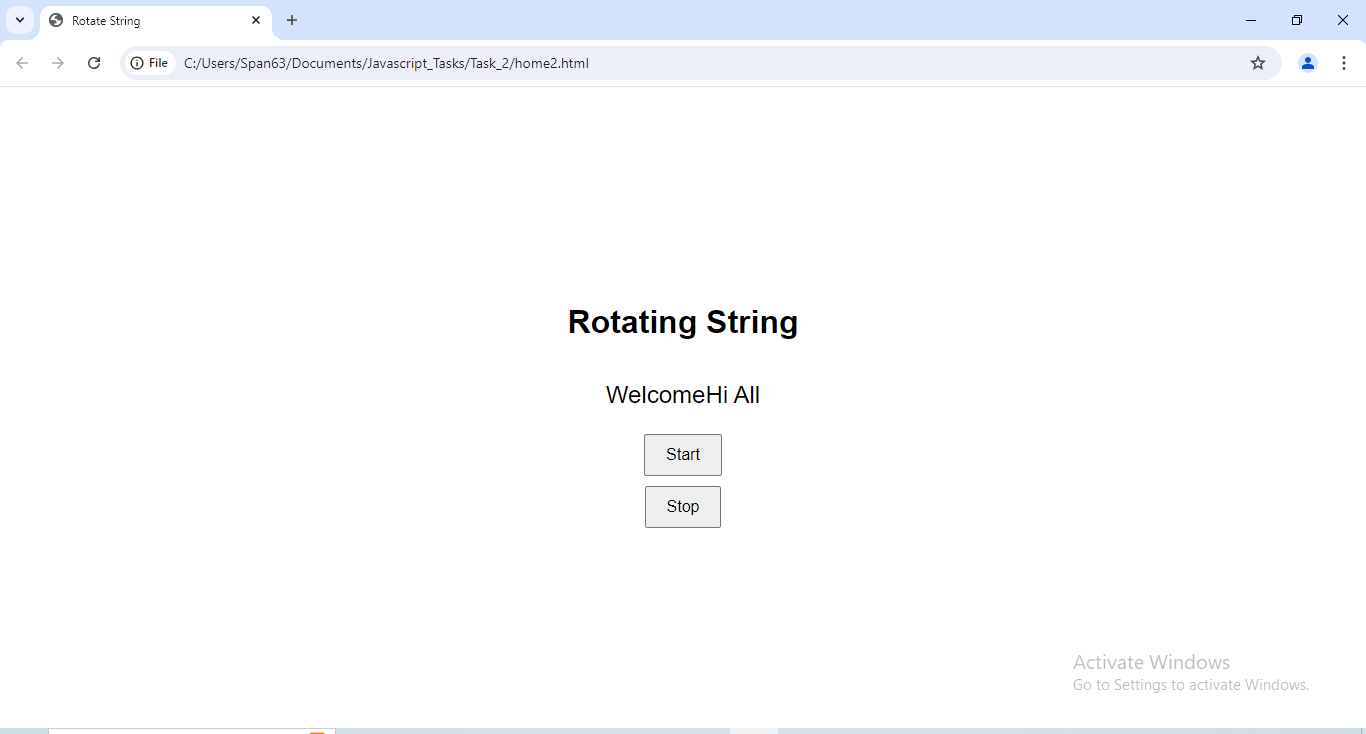 Rotate String
File C:/Users/Span63/Documents/Javascript_Tasks/Task_2/home2.html
Rotating String
WelcomeHi All
Start
Stop
Activate Windows
Go to Settings to activate Windows.